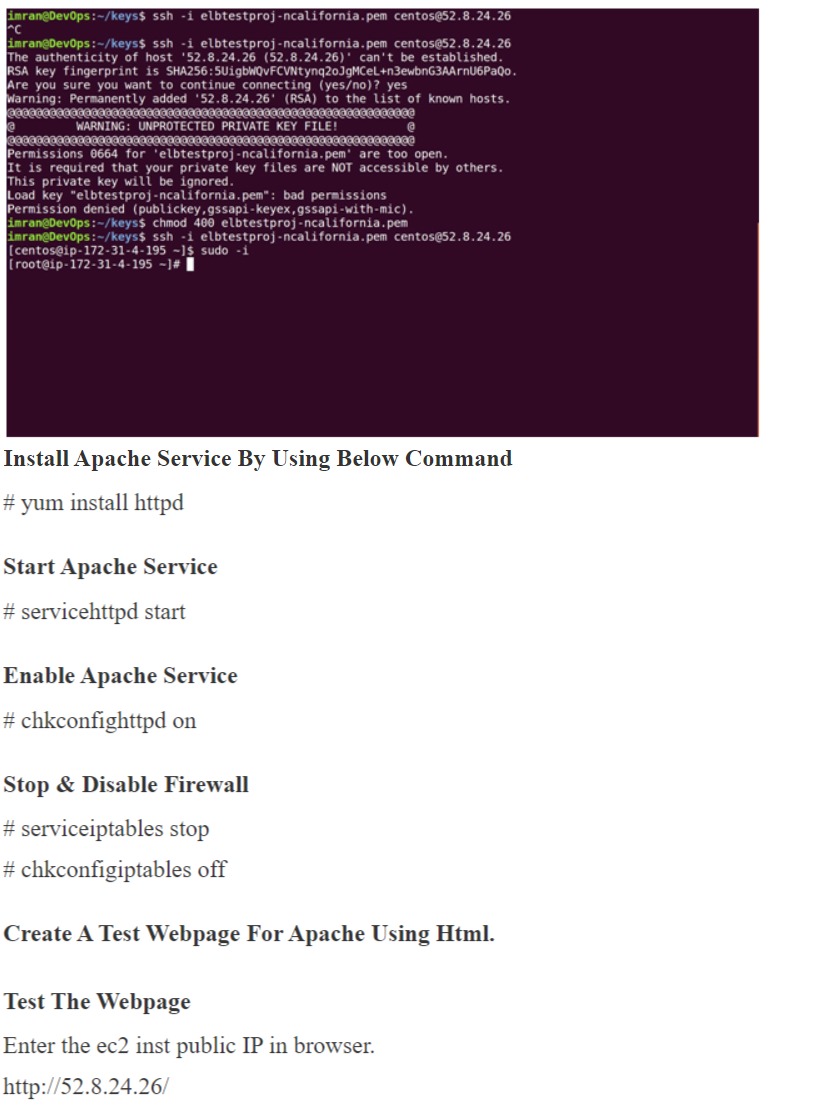 imran@DevOps:~/keys$ ssh -i elbtestproj-ncalifornia.pem centos@52.8.24.26
^C
imran@DevOps:~/keys$ ssh -i elbtestproj-ncalifornia.pem centos@52.8.24.26
The authenticity of host '52.8.24.26 (52.8.24.26)' can't be established.
RSA key fingerprint is SHA256:5UigbWQvFCVNtynq2oJgMCeL+n3ewbnG3AArnU6PaQo.
Are you sure you want to continue connecting (yes/no)? yes
Warning: Permanently added '52.8.24.26' (RSA) to the list of known hosts.
@@@@@@@@@@@@@@@@@@@@@@@@@@@@@@@@@@@@@@@@@@@@@@@@@@@@@@@@@@@
@ WARNING: UNPROTECTED PRIVATE KEY FILE! @
@@@@@@@@@@@@@@@@@@@@@@@@@@@@@@@@@@@@@@@@@@@@@@@@@@@@@@@@@@@
Permissions 0664 for 'elbtestproj-ncalifornia.pem' are too open.
It is required that your private key files are NOT accessible by others.
This private key will be ignored.
Load key "elbtestproj-ncalifornia.pem": bad permissions
Permission denied (publickey,gssapi-keyex,gssapi-with-mic).
imran@DevOps:~/keys$ chmod 400 elbtestproj-ncalifornia.pem
imran@DevOps:~/keys$ ssh -i elbtestproj-ncalifornia.pem centos@52.8.24.26
[centos@ip-172-31-4-195 ~]$ sudo -i
[root@ip-172-31-4-195 ~]#
Install Apache Service By Using Below Command
# yum install httpd
Start Apache Service
# servicehttpd start
Enable Apache Service
# chkconfighttpd on
Stop & Disable Firewall
# serviceiptables stop
# chkconfigiptables off
Create A Test Webpage For Apache Using Html.
Test The Webpage
Enter the ec2 inst public IP in browser.
http://52.8.24.26/